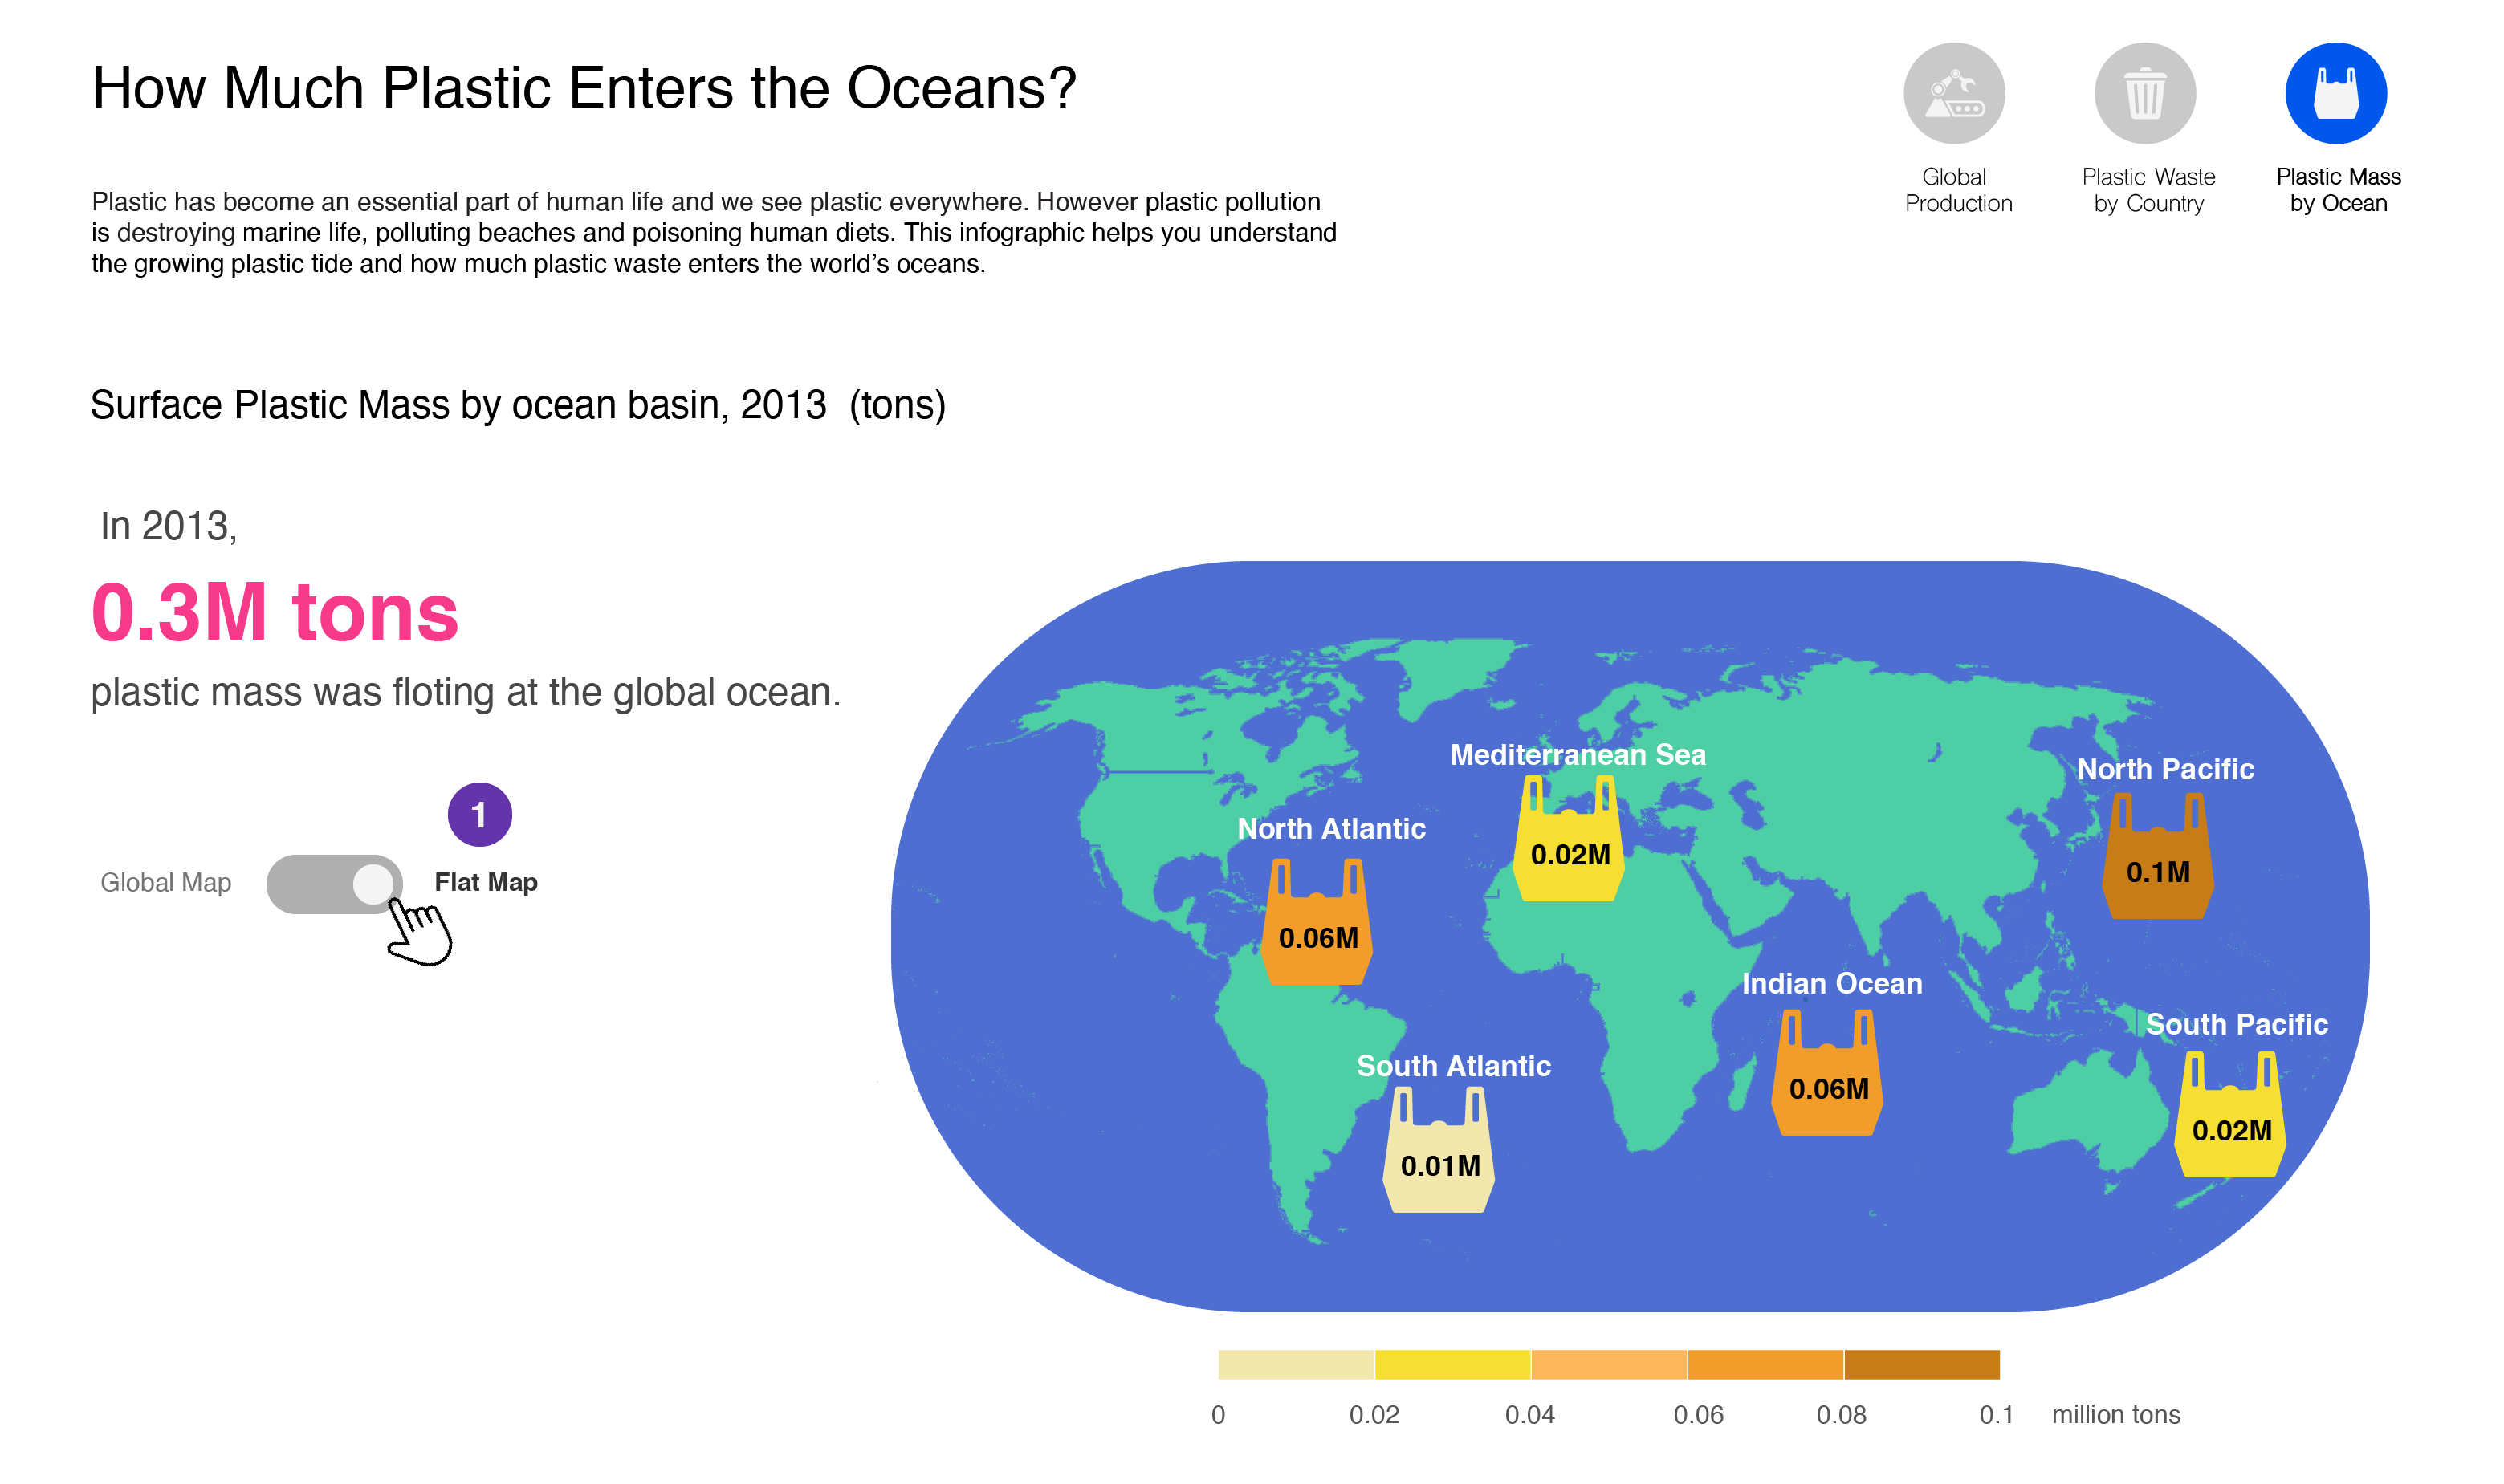 How Much Plastic Enters the Oceans?
Global
Production
Plastic Waste
by Country
Plastic Mass
by Ocean
Plastic has become an essential part of human life and we see plastic everywhere. However plastic pollution
is destroying marine life, polluting beaches and poisoning human diets. This infographic helps you understand
the growing plastic tide and how much plastic waste enters the world’s oceans.
Surface Plastic Mass by ocean basin, 2013 (tons)
In 2013,
0.3M tons
plastic mass was floting at the global ocean.
1
Global Map
Flat Map
Mediterranean Sea
0.02M
North Pacific
0.1M
North Atlantic
0.06M
Indian Ocean
0.06M
South Pacific
0.02M
South Atlantic
0.01M
0 0.02 0.04 0.06 0.08 0.1 million tons